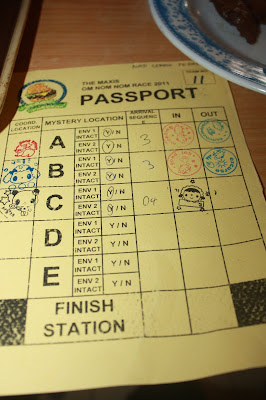 THE MAXIS
OM NOM NOM RACE 2011
PASSPORT
11
COORD. LOCATION MYSTERY LOCATION ARRIVAL SEQUENCE IN OUT
A ENV 1 INTACT Y / N 3
ENV 2 INTACT Y / N
B ENV 1 INTACT Y / N 3
ENV 2 INTACT Y / N
C ENV 1 INTACT Y / N 04
ENV 2 INTACT Y / N
D ENV 1 INTACT Y / N
ENV 2 INTACT Y / N
E ENV 1 INTACT Y / N
ENV 2 INTACT Y / N
FINISH
STATION